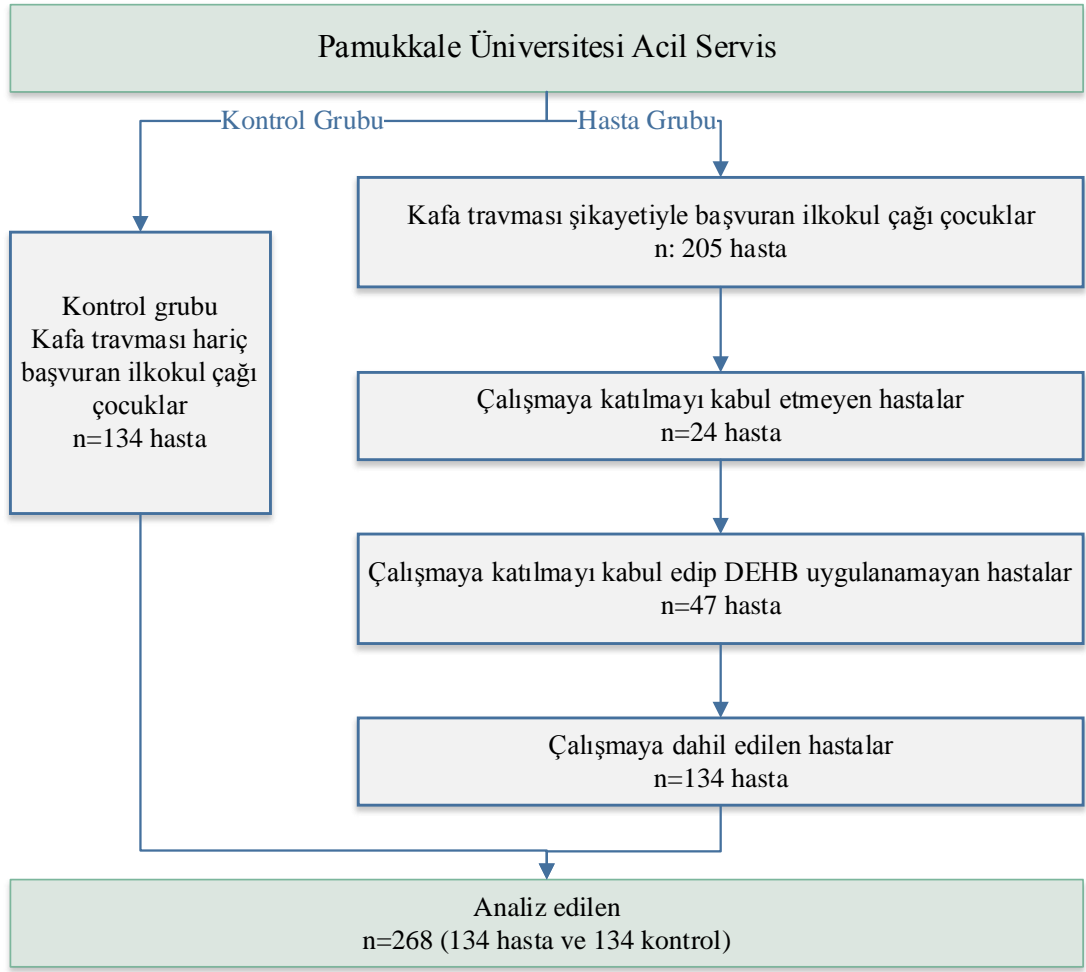 Pamukkale Üniversitesi Acil Servis
Kontrol Grubu
Hasta Grubu
Kontrol grubu
Kafa travması hariç
başvuran ilkokul çağı
çocuklar
n=134 hasta
Kafa travması şikayetiyle başvuran ilkokul çağı çocuklar
n: 205 hasta
Çalışmaya katılmayı kabul etmeyen hastalar
n=24 hasta
Çalışmaya katılmayı kabul edip DEHB uygulanamayan hastalar
n=47 hasta
Çalışmaya dahil edilen hastalar
n=134 hasta
Analiz edilen
n=268 (134 hasta ve 134 kontrol)